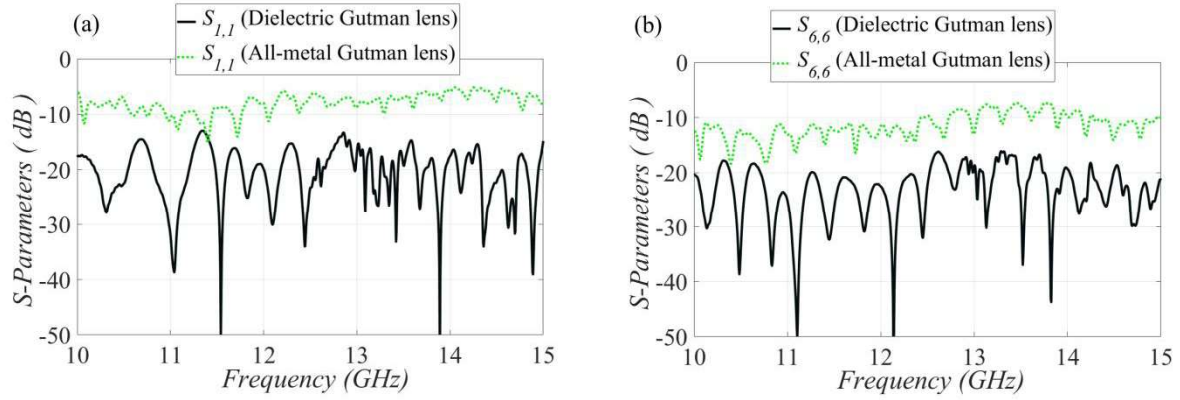 (a)
S1,1 (Dielectric Gutman lens)
S1,1 (All-metal Gutman lens)
0
-10
-20
-30
-40
-50
S-Parameters ( dB )
10 11 12 13 14 15
Frequency (GHz)
(b)
S6,6 (Dielectric Gutman lens)
S6,6 (All-metal Gutman lens)
0
-10
-20
-30
-40
-50
S-Parameters ( dB )
10 11 12 13 14 15
Frequency (GHz)